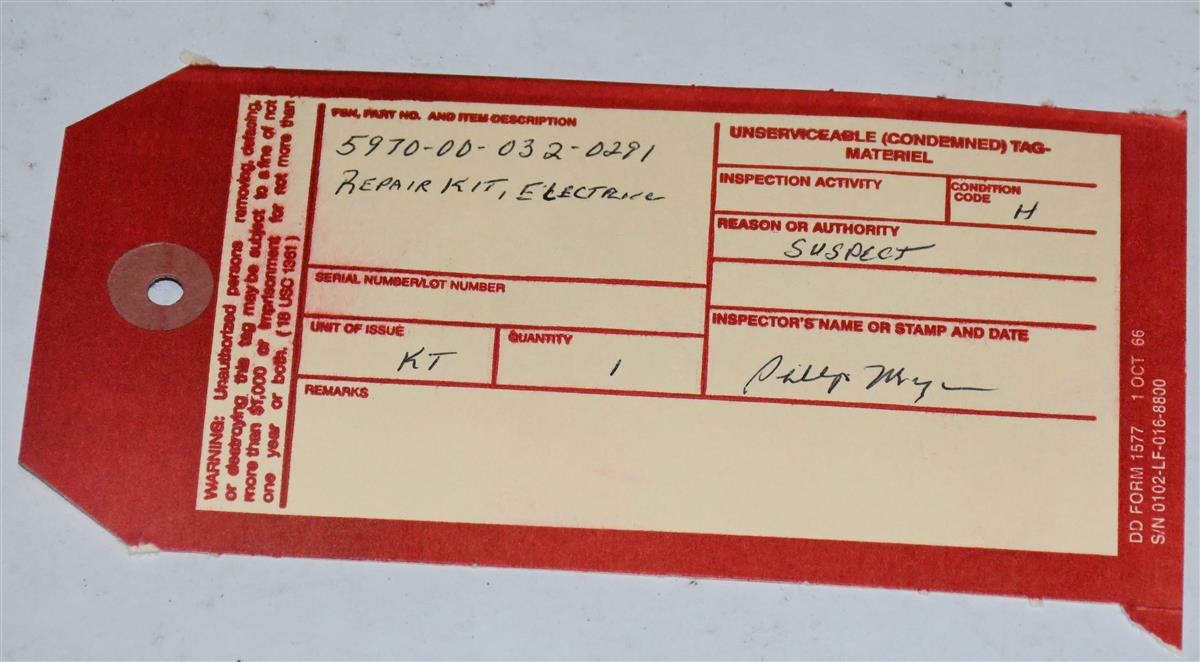 WARNING: Unauthorized persons removing, defacing,
or destroying this tag may be subject to a fine of not
more than $1,000 or imprisonment for not more than
one year or both. (18 USC 1361)
FSN, PART NO. AND ITEM DESCRIPTION
5970-00-032-0291
REPAIR KIT, ELECTRIC
SERIAL NUMBER/LOT NUMBER
UNIT OF ISSUE
KT
QUANTITY
1
REMARKS
UNSERVICEABLE (CONDEMNED) TAG-
MATERIEL
INSPECTION ACTIVITY
CONDITION
CODE H
REASON OR AUTHORITY
SUSPECT
INSPECTOR'S NAME OR STAMP AND DATE
DD FORM 1577 1 OCT 66
S/N 0102-LF-016-8800